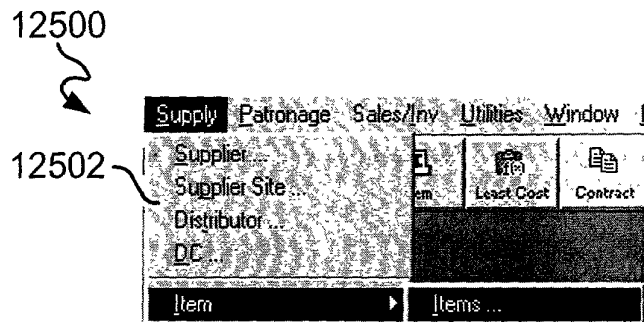 12500
Supply Patronage Sales/Inv Utilities Window
12502
Supplier ...
Supplier Site ...
Distributor ...
DC ...
f(x)
Least Cost Contract
Item Items ...